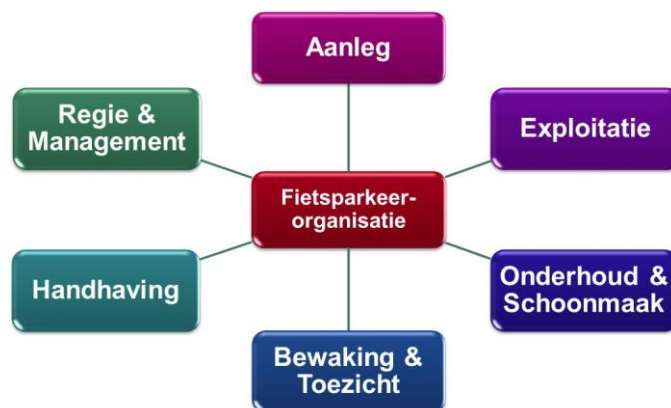 Aanleg
Regie &
Management
Exploitatie
Fietsparkeer-
organisatie
Handhaving
Onderhoud &
Schoonmaak
Bewaking &
Toezicht